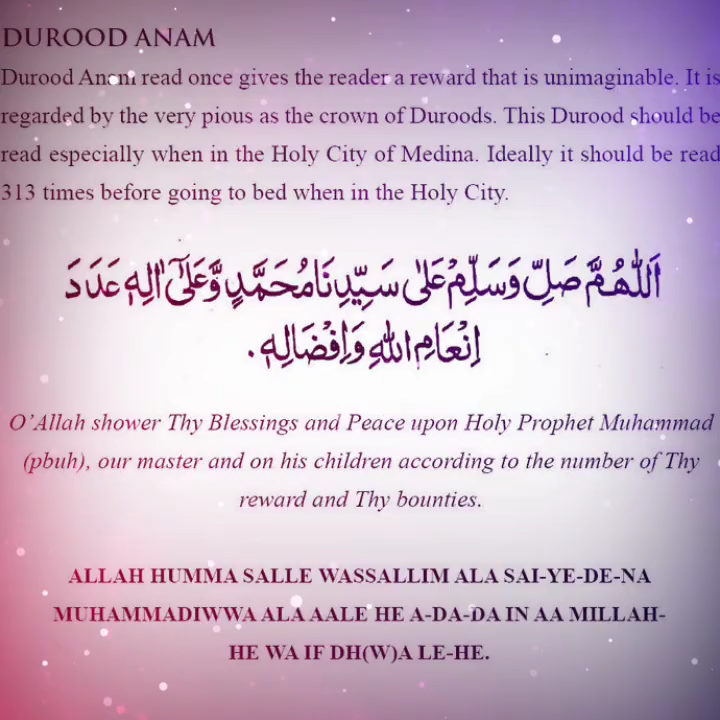 DUROOD ANAM
Durood Anam read once gives the reader a reward that is unimaginable. It is
regarded by the very pious as the crown of Duroods. This Durood should be
read especially when in the Holy City of Medina. Ideally it should be read
313 times before going to bed when in the Holy City.
اَللّٰهُمَّ صَلِّ وَسَلِّمْ عَلٰی سَیِّدِنَا مُحَمَّدٍ وَّعَلٰٓی اٰلِهٖ عَدَدَ
اِنْعَامِ اللهِ وَاِفْضَالِهٖ.
O’Allah shower Thy Blessings and Peace upon Holy Prophet Muhammad
(pbuh), our master and on his children according to the number of Thy
reward and Thy bounties.
ALLAH HUMMA SALLE WASSALLIM ALA SAI-YE-DE-NA
MUHAMMADIWWA ALA AALE HE A-DA-DA IN AA MILLAH-
HE WA IF DH(W)A LE-HE.